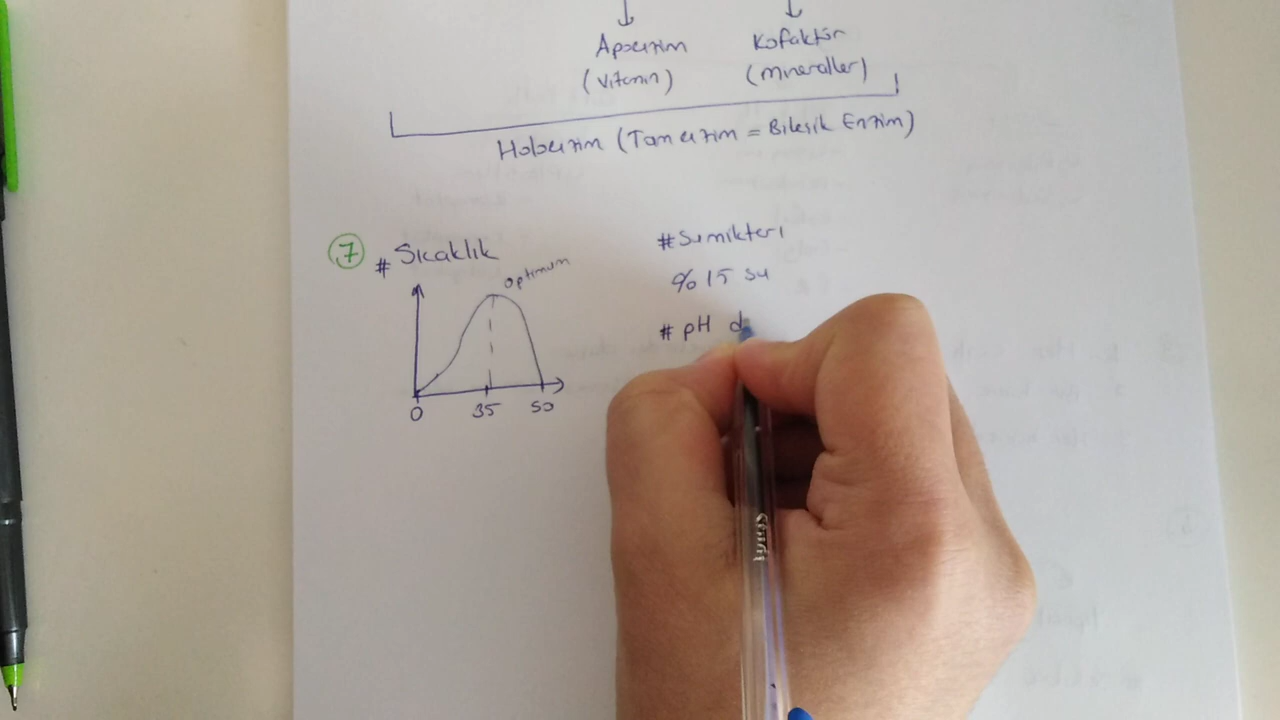 Apoenzim Kofaktör
(Vitamin) (mineraller)
Holoenzim (Tam enzim = Bileşik Enzim)
7 # Sıcaklık
optimum
0 35 50
# Su miktarı
% 15 su
# pH d